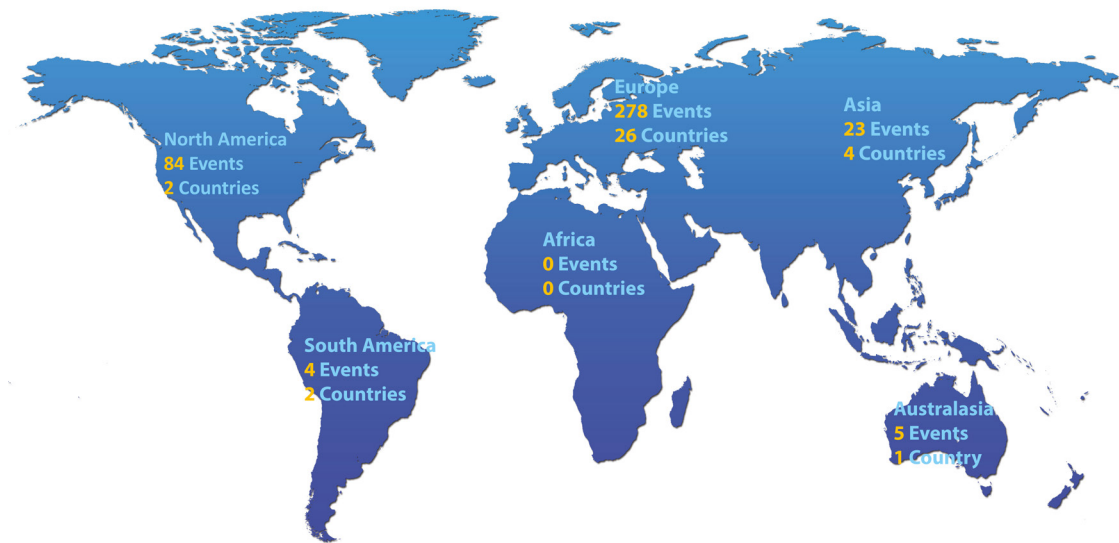 Europe
278 Events
26 Countries
Asia
23 Events
4 Countries
North America
84 Events
2 Countries
Africa
0 Events
0 Countries
South America
4 Events
2 Countries
Australasia
5 Events
1 Country